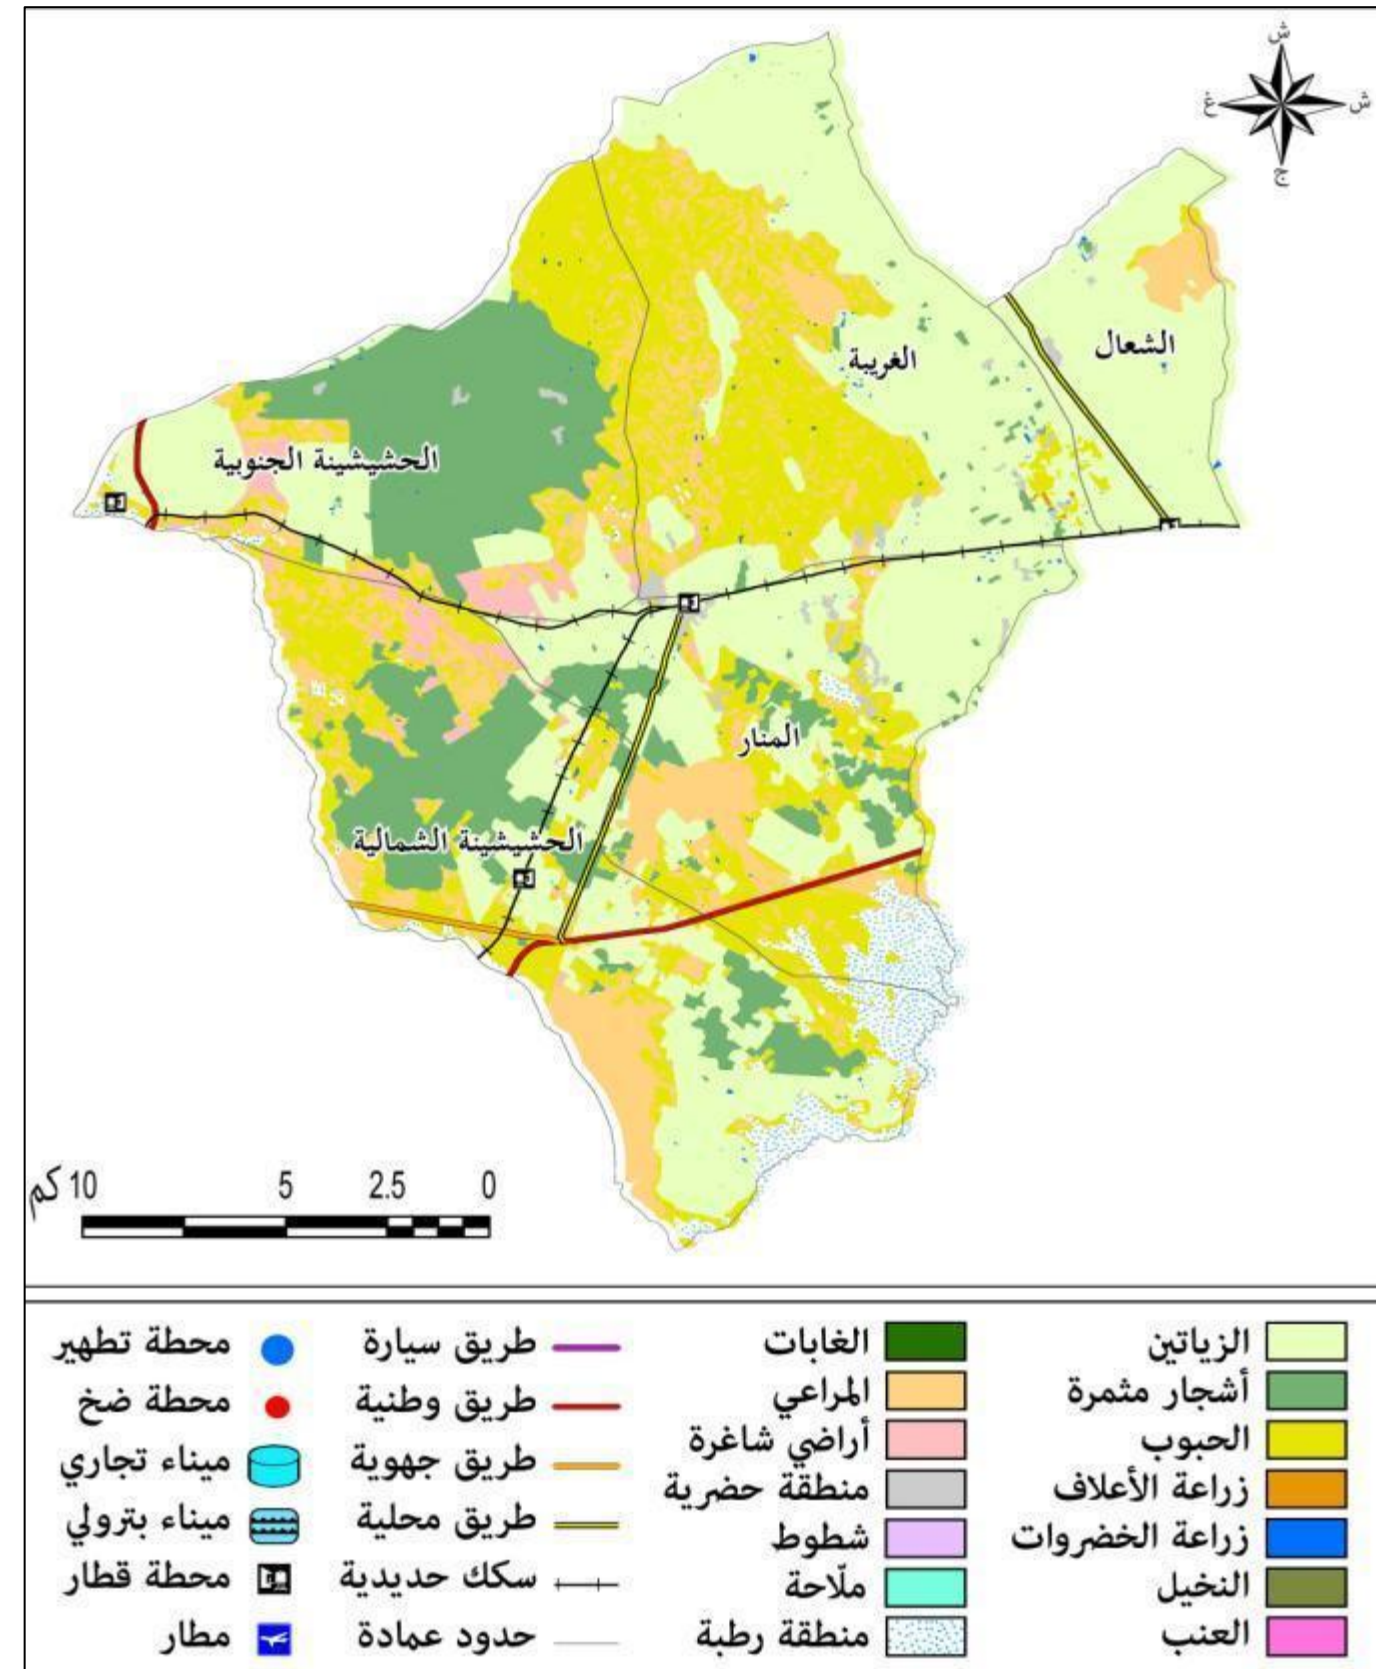 ش
ش
غ
ج
الشعال
الغريبة
الحشيشينة الجنوبية
المنار
الحشيشينة الشمالية
0 2.5 5 10 كم
الزياتين
أشجار مثمرة
الحبوب
زراعة الأعلاف
زراعة الخضروات
النخيل
العنب
الغابات
المراعي
أراضي شاغرة
منطقة حضرية
شطوط
ملّاحة
منطقة رطبة
طريق سيارة
طريق وطنية
طريق جهوية
طريق محلية
سكك حديدية
حدود عمادة
محطة تطهير
محطة ضخ
ميناء تجاري
ميناء بترولي
محطة قطار
مطار